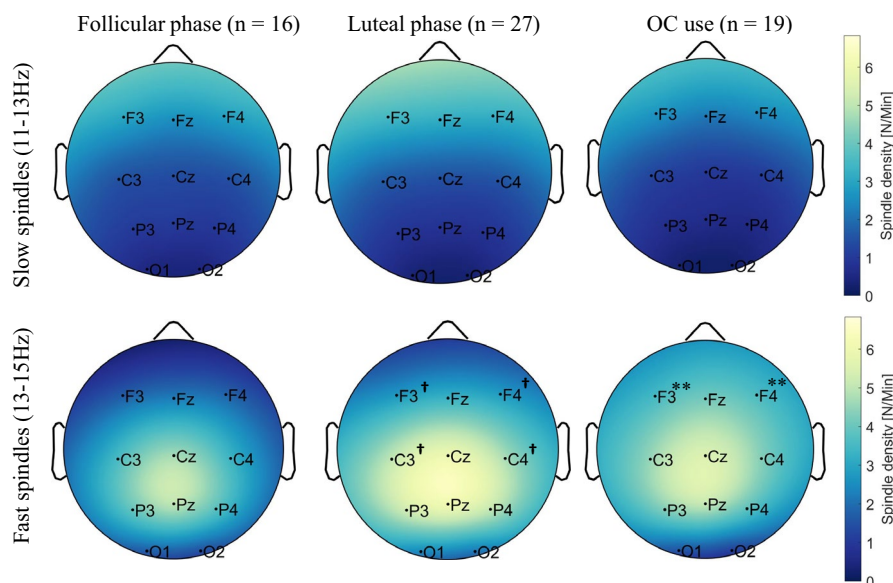 Follicular phase (n = 16) Luteal phase (n = 27) OC use (n = 19)
Slow spindles (11-13Hz)
F3 Fz F4 F3 Fz F4 F3 Fz F4
C3 Cz C4 C3 Cz C4 C3 Cz C4
P3 Pz P4 P3 Pz P4 P3 Pz P4
O1 O2 O1 O2 O1 O2
6
5
4
3
2
1
0
Spindle density [N/Min]
Fast spindles (13-15Hz)
F3 Fz F4 F3† Fz F4† F3** Fz F4**
C3 Cz C4 C3† Cz C4† C3 Cz C4
P3 Pz P4 P3 Pz P4 P3 Pz P4
O1 O2 O1 O2 O1 O2
6
5
4
3
2
1
0
Spindle density [N/Min]